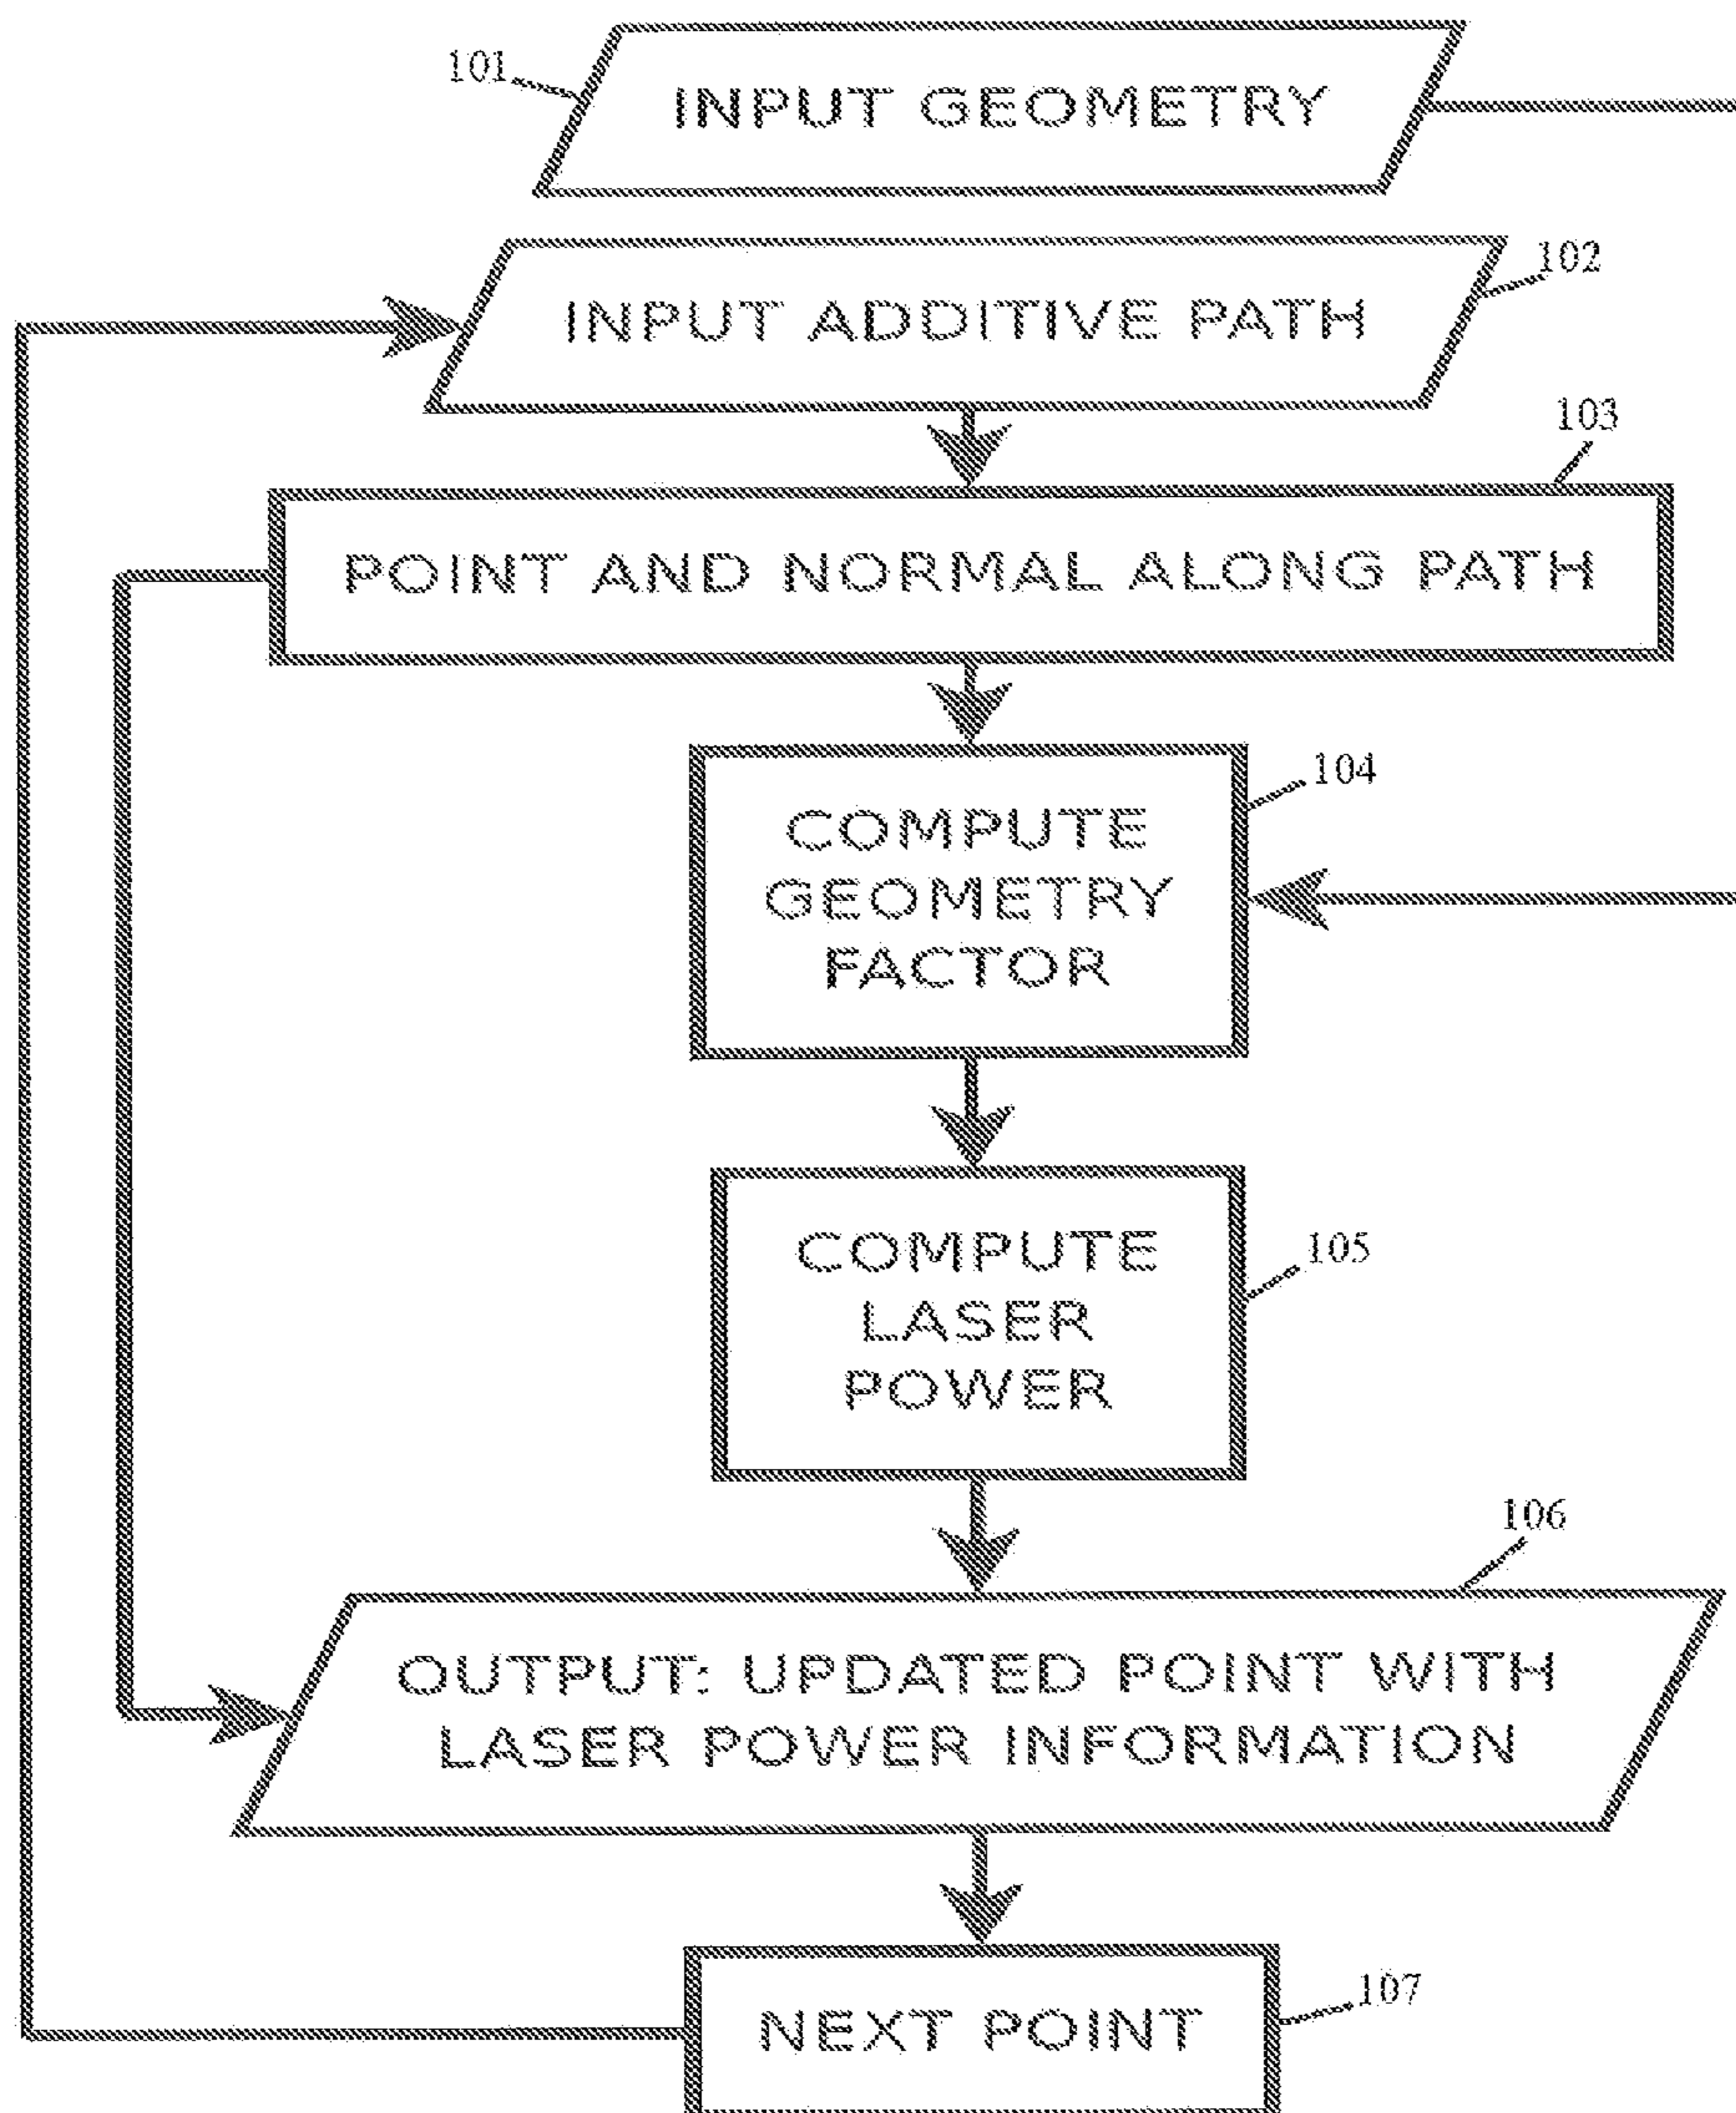 101
INPUT GEOMETRY
102
INPUT ADDITIVE PATH
103
POINT AND NORMAL ALONG PATH
104
COMPUTE
GEOMETRY
FACTOR
105
COMPUTE
LASER
POWER
106
OUTPUT: UPDATED POINT WITH
LASER POWER INFORMATION
107
NEXT POINT